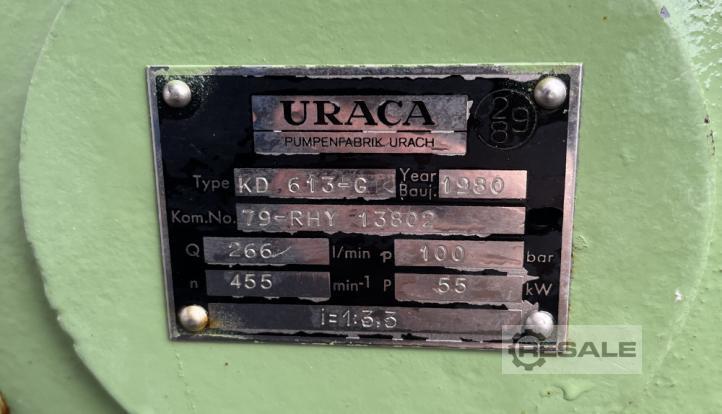 URACA
PUMPENFABRIK URACH
29
8
Type KD 613-G Year Bauj. 1980
Kom.No. 79-RHY 13802
Q 266 l/min p 100 bar
n 455 min-1 P 55 kW
i=1:3,3
RESALE